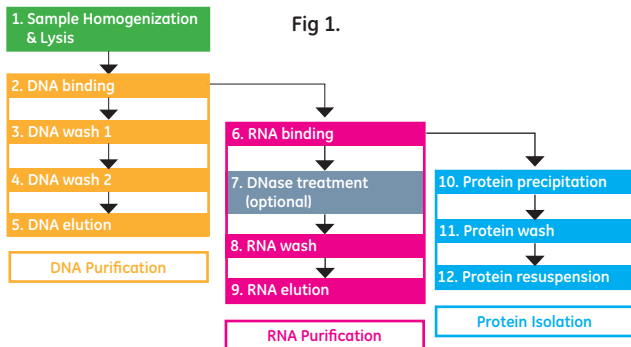 Fig 1.
1. Sample Homogenization
& Lysis
2. DNA binding
3. DNA wash 1
4. DNA wash 2
5. DNA elution
DNA Purification
6. RNA binding
7. DNase treatment
(optional)
8. RNA wash
9. RNA elution
RNA Purification
10. Protein precipitation
11. Protein wash
12. Protein resuspension
Protein Isolation